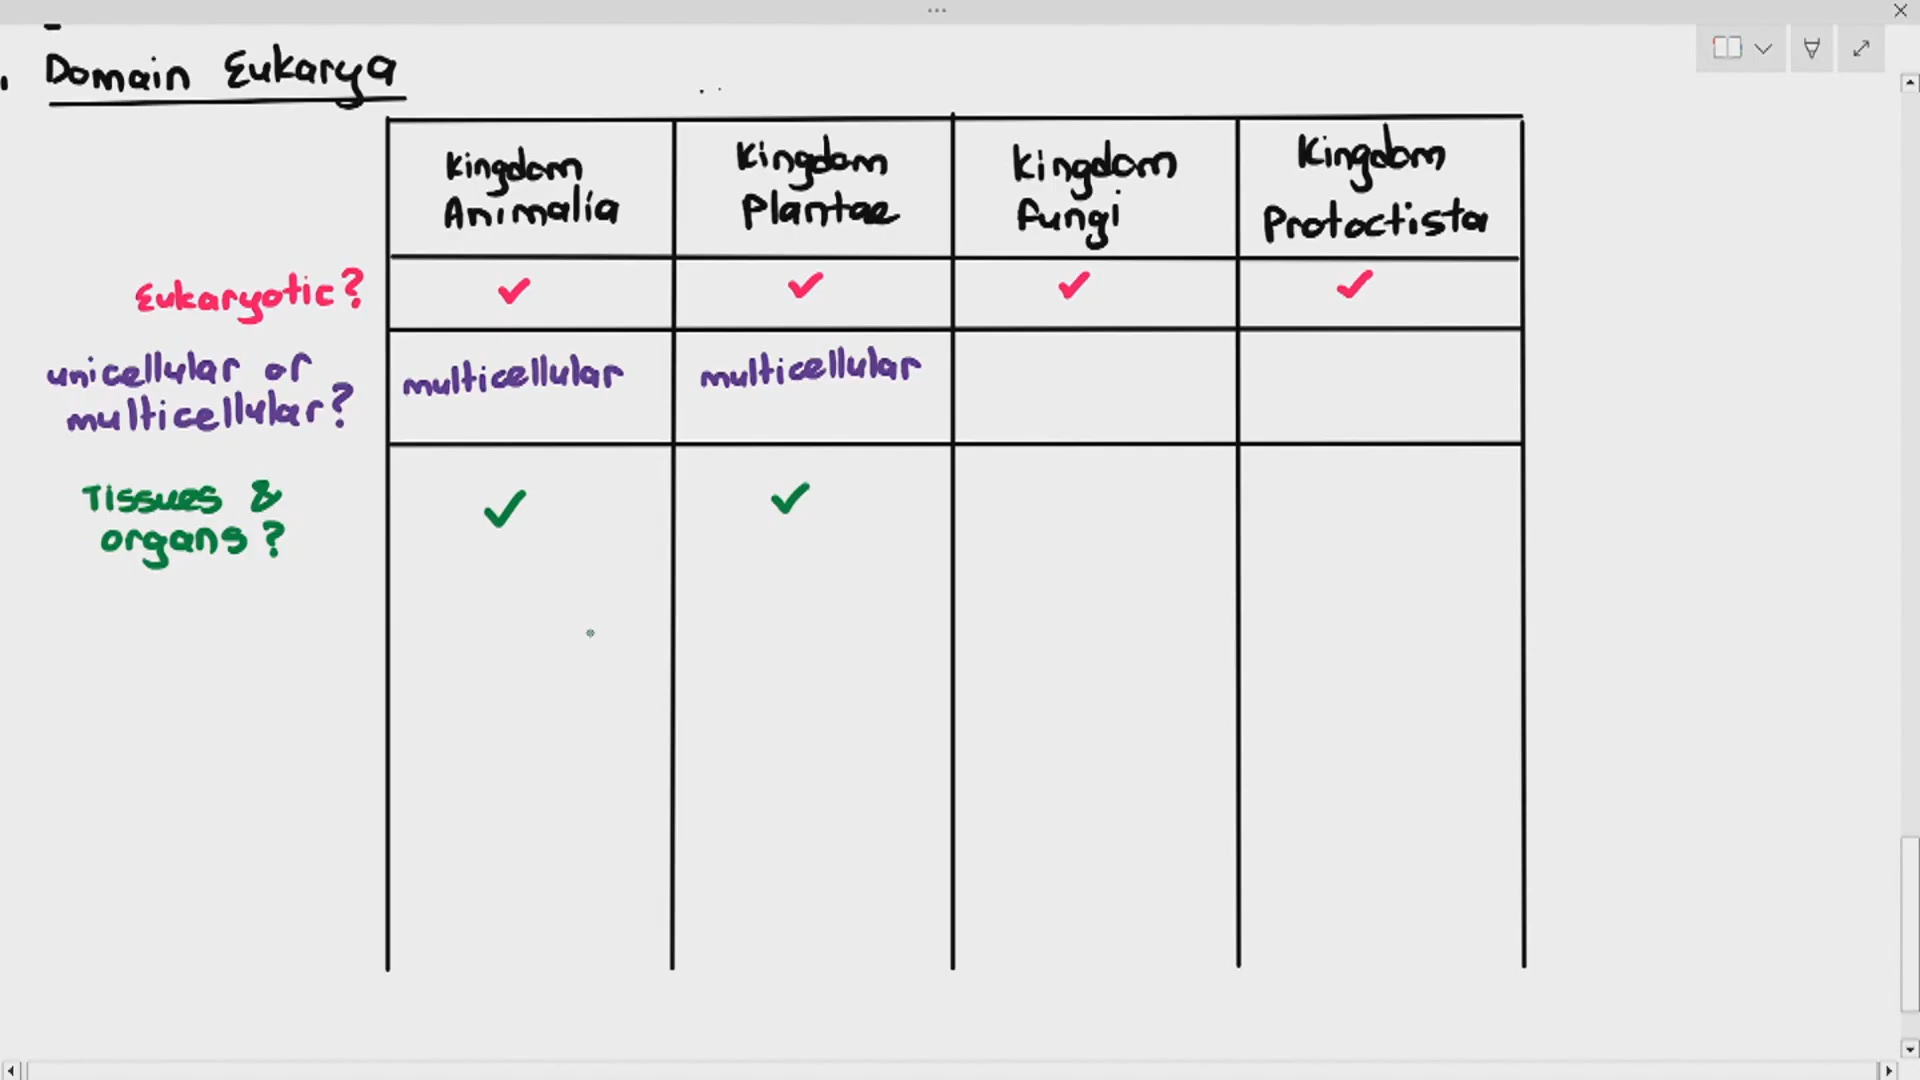 Domain Eukarya
Kingdom Animalia
Kingdom Plantae
Kingdom Fungi
Kingdom Protoctista
Eukaryotic? ✓ ✓ ✓ ✓
unicellular or
multicellular?
multicellular
multicellular
Tissues &
organs? ✓ ✓